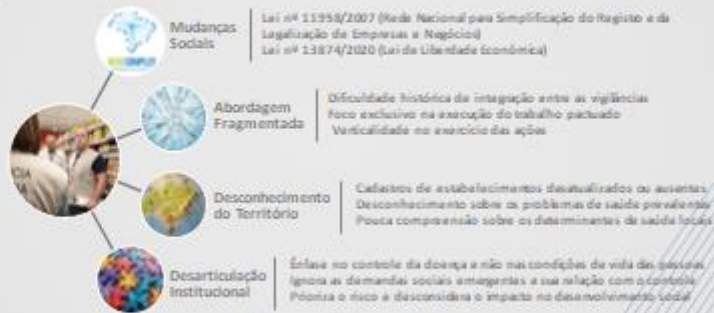 Mudanças
Sociais
Lei nº 11958/2007 (Rede Nacional para Simplificação do Registro e da
Legalização de Empresas e Negócios)
Lei nº 13874/2020 (Lei de Liberdade Econômica)
Abordagem
Fragmentada
Dificuldade histórica de integração entre as vigilâncias
Foco exclusivo na execução do trabalho pactuado
Verticalidade no exercício das ações
Desconhecimento
do Território
Cadastros de estabelecimentos desatualizados ou ausentes
Desconhecimento sobre os problemas de saúde prevalentes
Pouca compreensão sobre os determinantes de saúde locais
Desarticulação
Institucional
Ênfase no controle da doença e não nas condições de vida das pessoas
Ignora as demandas sociais emergentes e sua relação com o controle
Prioriza o risco e desconsidera o impacto no desenvolvimento social